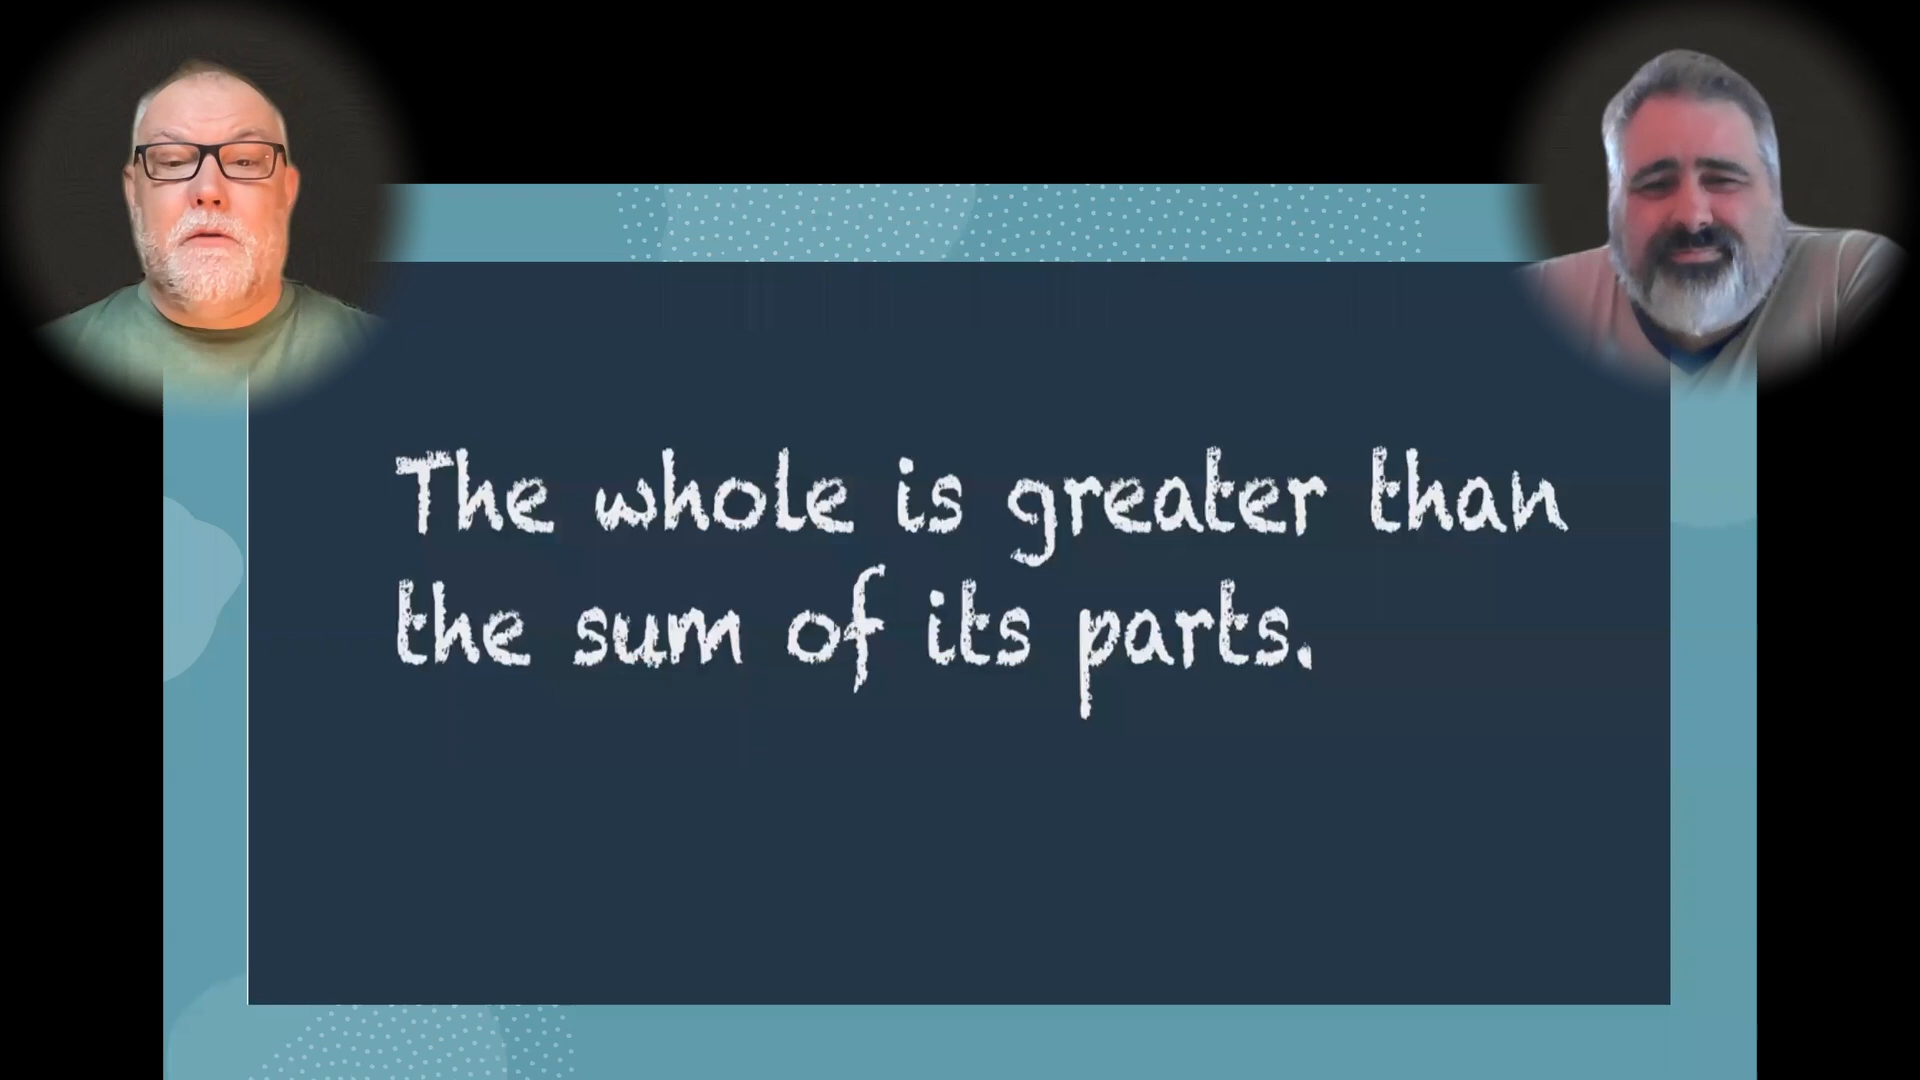 The whole is greater than
the sum of its parts.